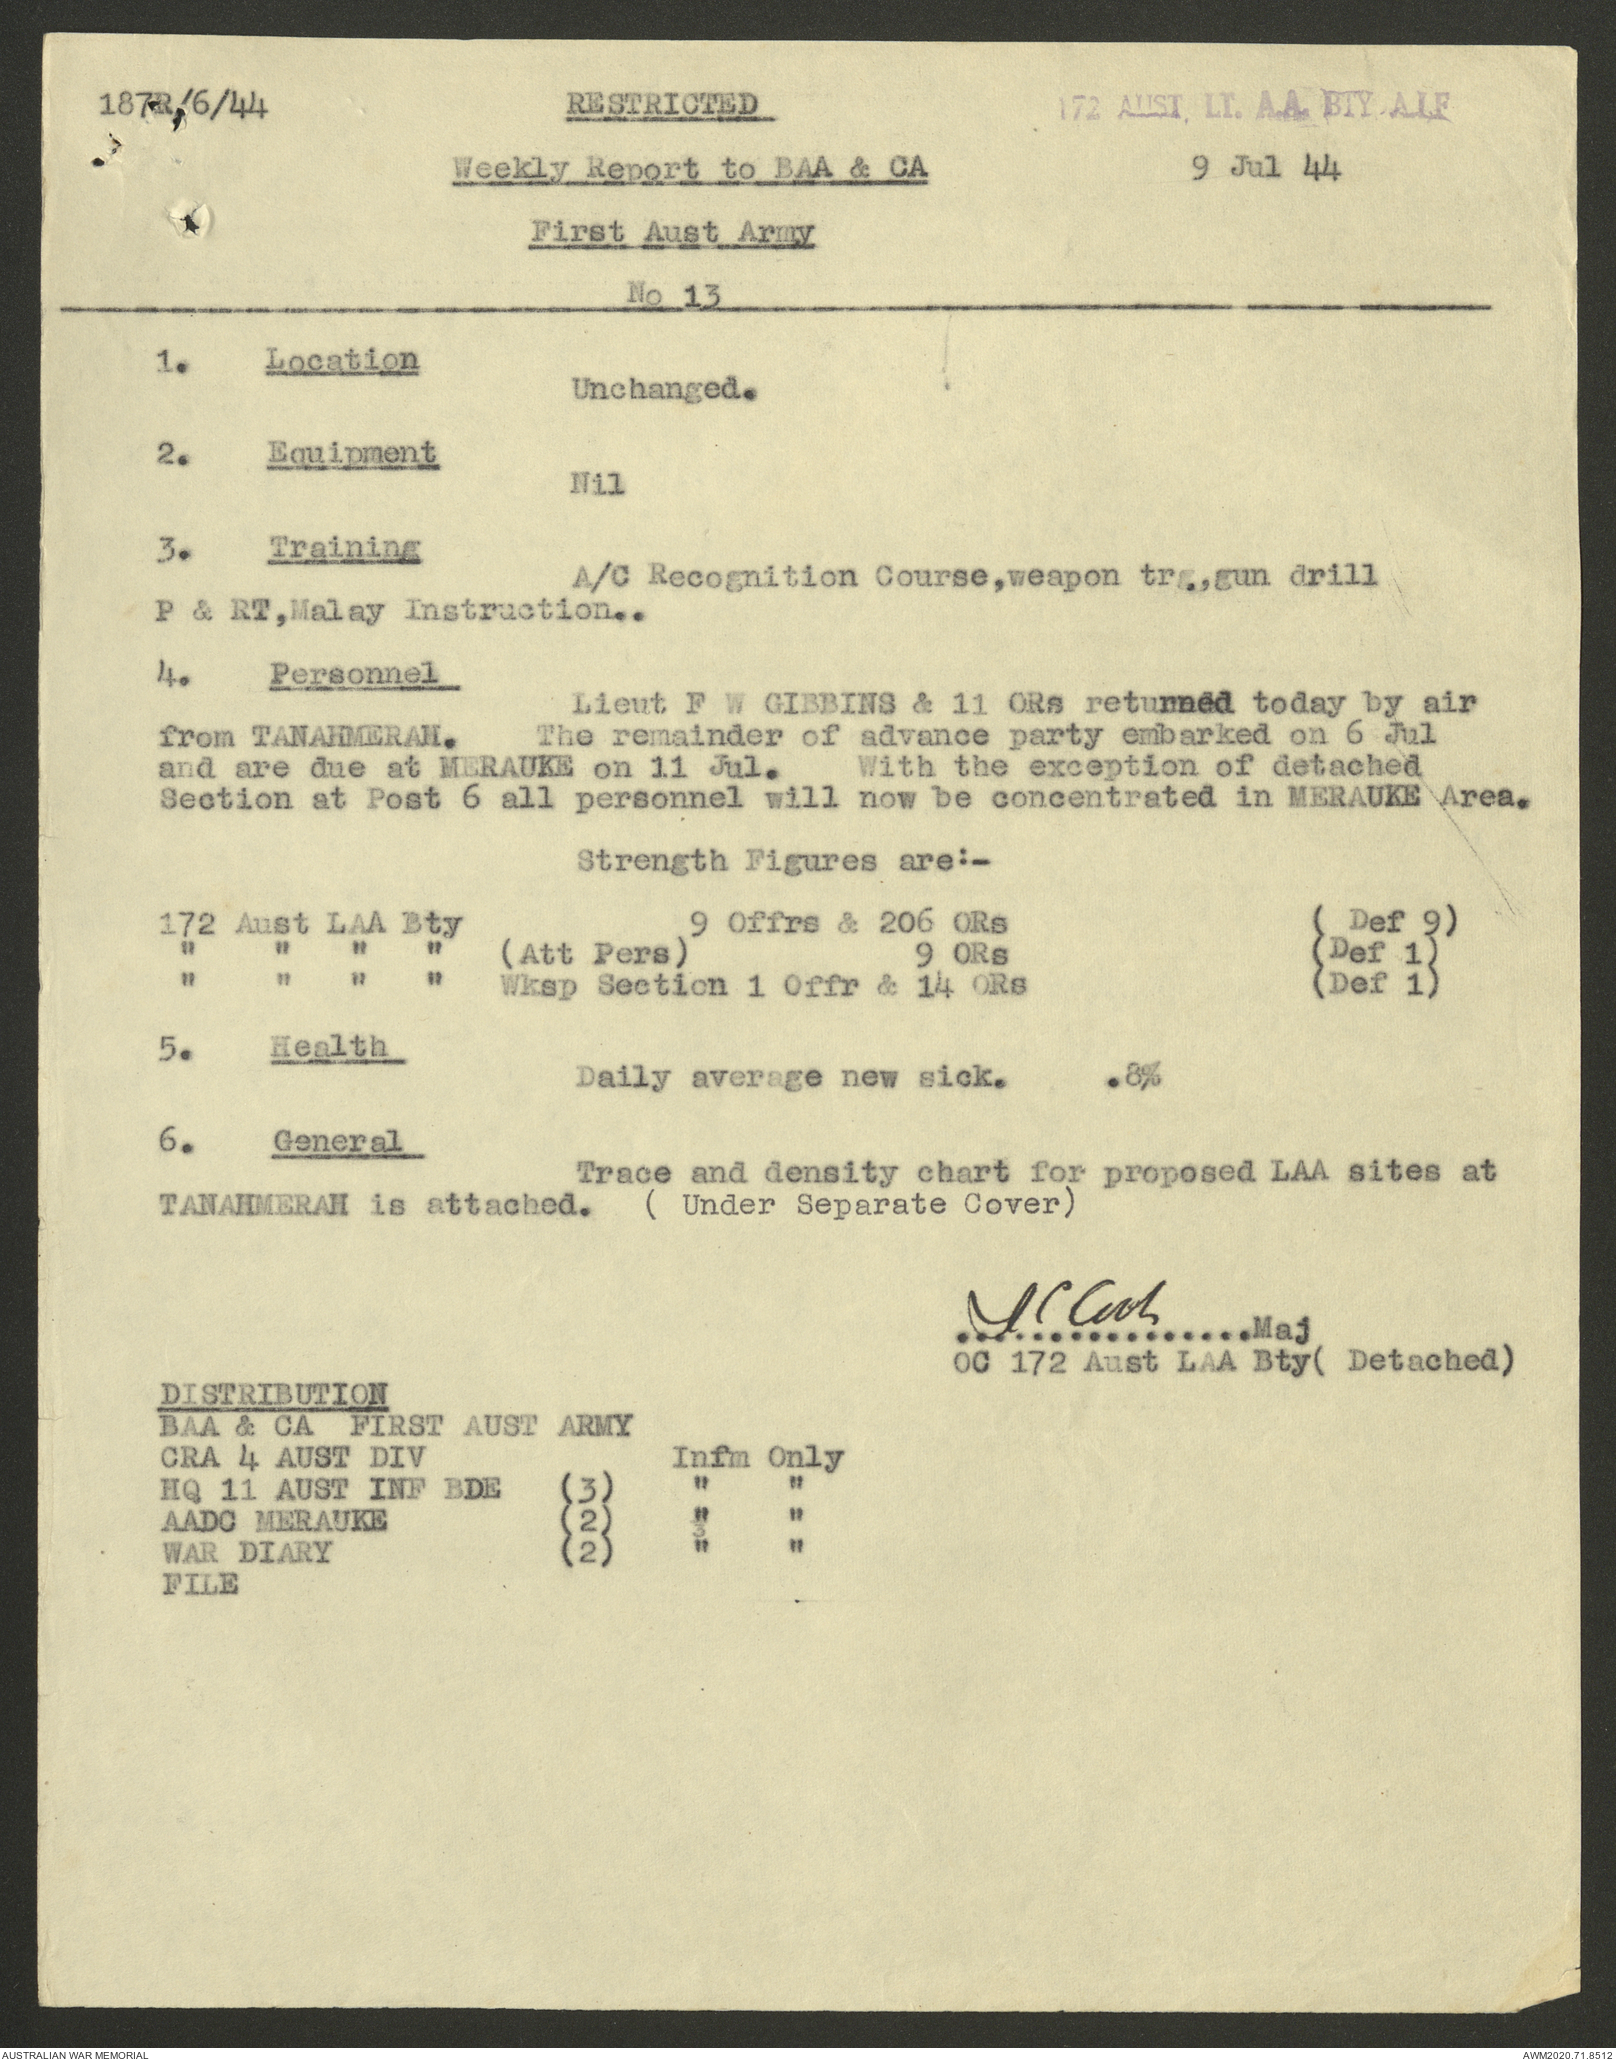 187R/6/44 RESTRICTED 172 AUST. LT. A.A. BTY. A.I.F
Weekly Report to BAA & CA 9 Jul 44
First Aust Army
No 13
1. Location
Unchanged.
2. Equipment
Nil
3. Training
A/C Recognition Course,weapon trg.,gun drill
P & RT,Malay Instruction..
4. Personnel
Lieut F W GIBBINS & 11 ORs returned today by air
from TANAHMERAH. The remainder of advance party embarked on 6 Jul
and are due at MERAUKE on 11 Jul. With the exception of detached
Section at Post 6 all personnel will now be concentrated in MERAUKE Area.
Strength Figures are:-
172 Aust LAA Bty 9 Offrs & 206 ORs ( Def 9)
" " " " (Att Pers) 9 ORs (Def 1)
" " " " Wksp Section 1 Offr & 14 ORs (Def 1)
5. Health
Daily average new sick. .8%
6. General
Trace and density chart for proposed LAA sites at
TANAHMERAH is attached. ( Under Separate Cover)
................Maj
OC 172 Aust LAA Bty( Detached)
DISTRIBUTION
BAA & CA FIRST AUST ARMY
CRA 4 AUST DIV Infm Only
HQ 11 AUST INF BDE (3) " "
AADC MERAUKE (2) " "
WAR DIARY (2) " "
FILE
AUSTRALIAN WAR MEMORIAL AWM2020.71.8512